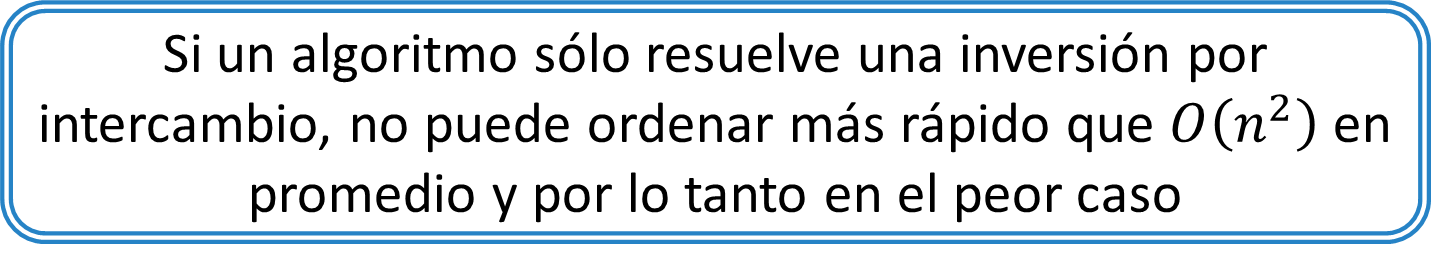 Si un algoritmo sólo resuelve una inversión por
intercambio, no puede ordenar más rápido que 𝑂(𝑛²) en
promedio y por lo tanto en el peor caso